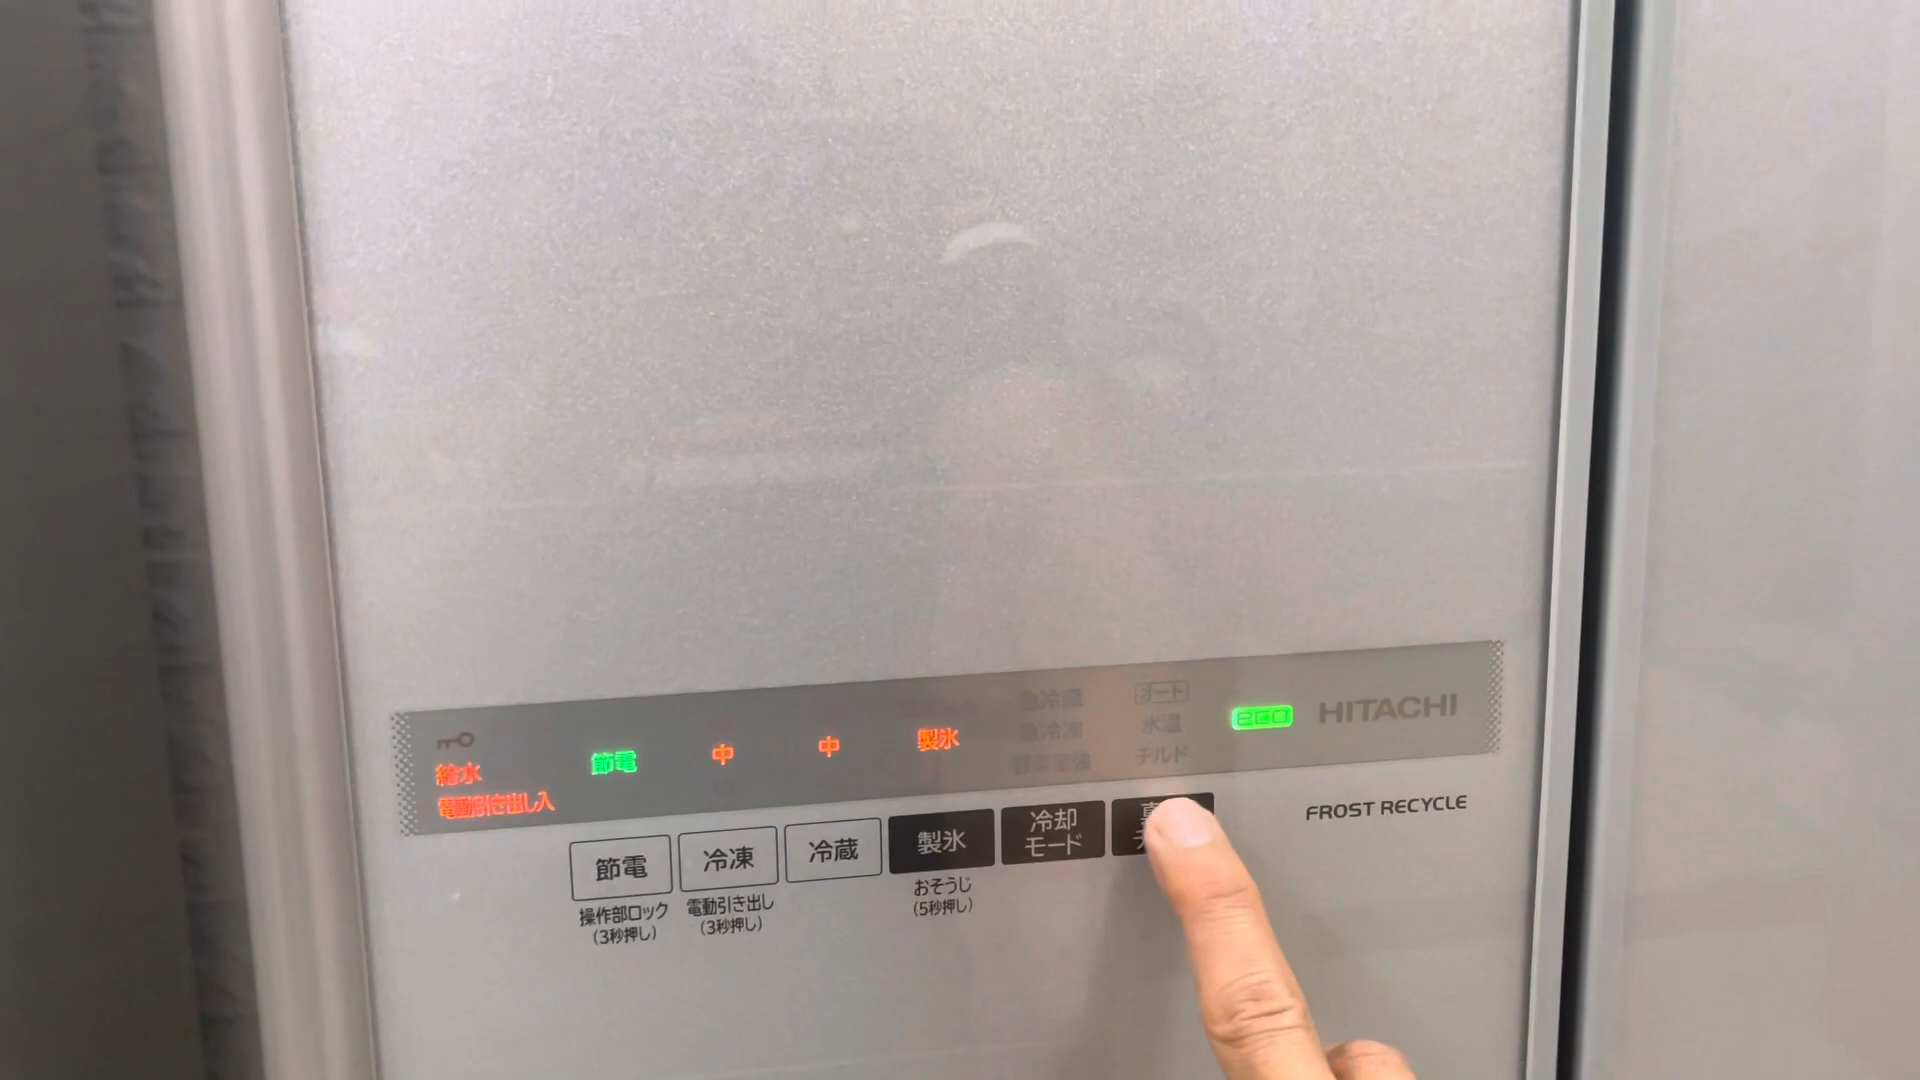 給水
電動引き出し入
節電
中
中
製氷
急冷蔵
急冷凍
野菜室強
オート
氷温
チルド
eco
HITACHI
FROST RECYCLE
節電
操作部ロック
(3秒押し)
冷凍
電動引き出し
(3秒押し)
冷蔵
製氷
おそうじ
(5秒押し)
冷却
モード